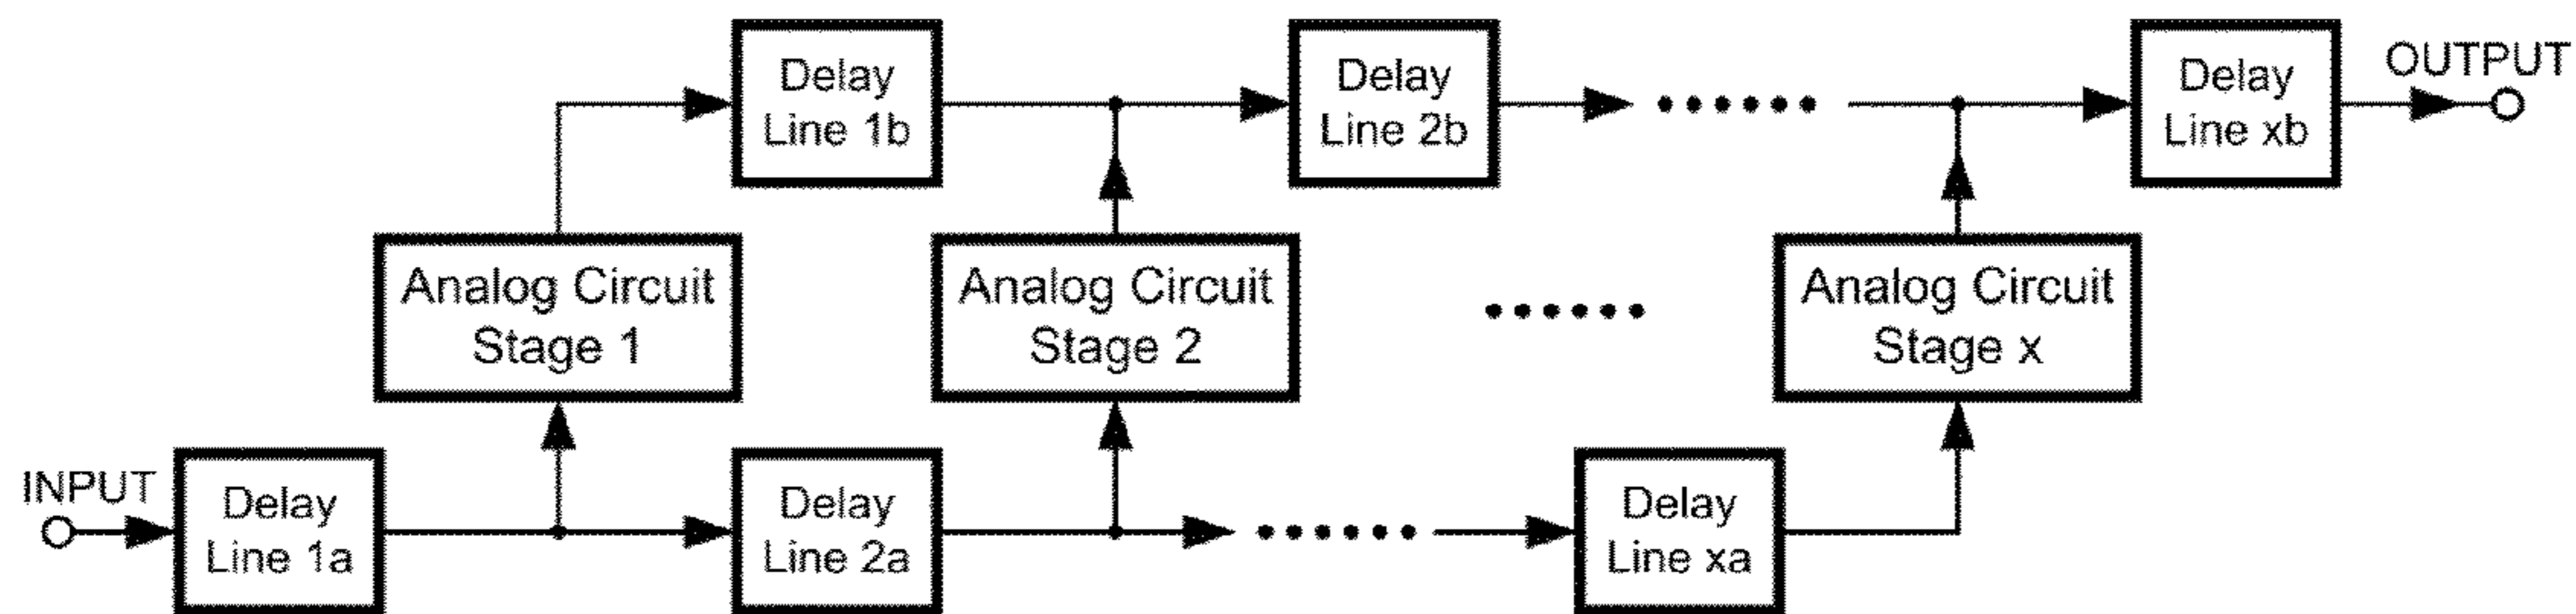 Delay
Line 1b
Delay
Line 2b
Delay
Line xb
OUTPUT
Analog Circuit
Stage 1
Analog Circuit
Stage 2
Analog Circuit
Stage x
INPUT
Delay
Line 1a
Delay
Line 2a
Delay
Line xa